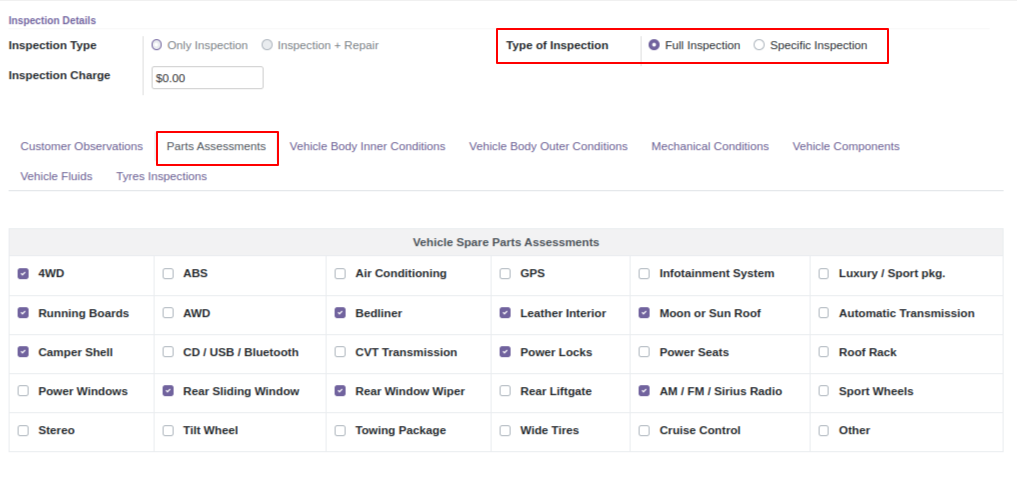 Inspection Details
Inspection Type Only Inspection Inspection + Repair Type of Inspection Full Inspection Specific Inspection
Inspection Charge $0.00
Customer Observations Parts Assessments Vehicle Body Inner Conditions Vehicle Body Outer Conditions Mechanical Conditions Vehicle Components
Vehicle Fluids Tyres Inspections
Vehicle Spare Parts Assessments
4WD ABS Air Conditioning GPS Infotainment System Luxury / Sport pkg.
Running Boards AWD Bedliner Leather Interior Moon or Sun Roof Automatic Transmission
Camper Shell CD / USB / Bluetooth CVT Transmission Power Locks Power Seats Roof Rack
Power Windows Rear Sliding Window Rear Window Wiper Rear Liftgate AM / FM / Sirius Radio Sport Wheels
Stereo Tilt Wheel Towing Package Wide Tires Cruise Control Other